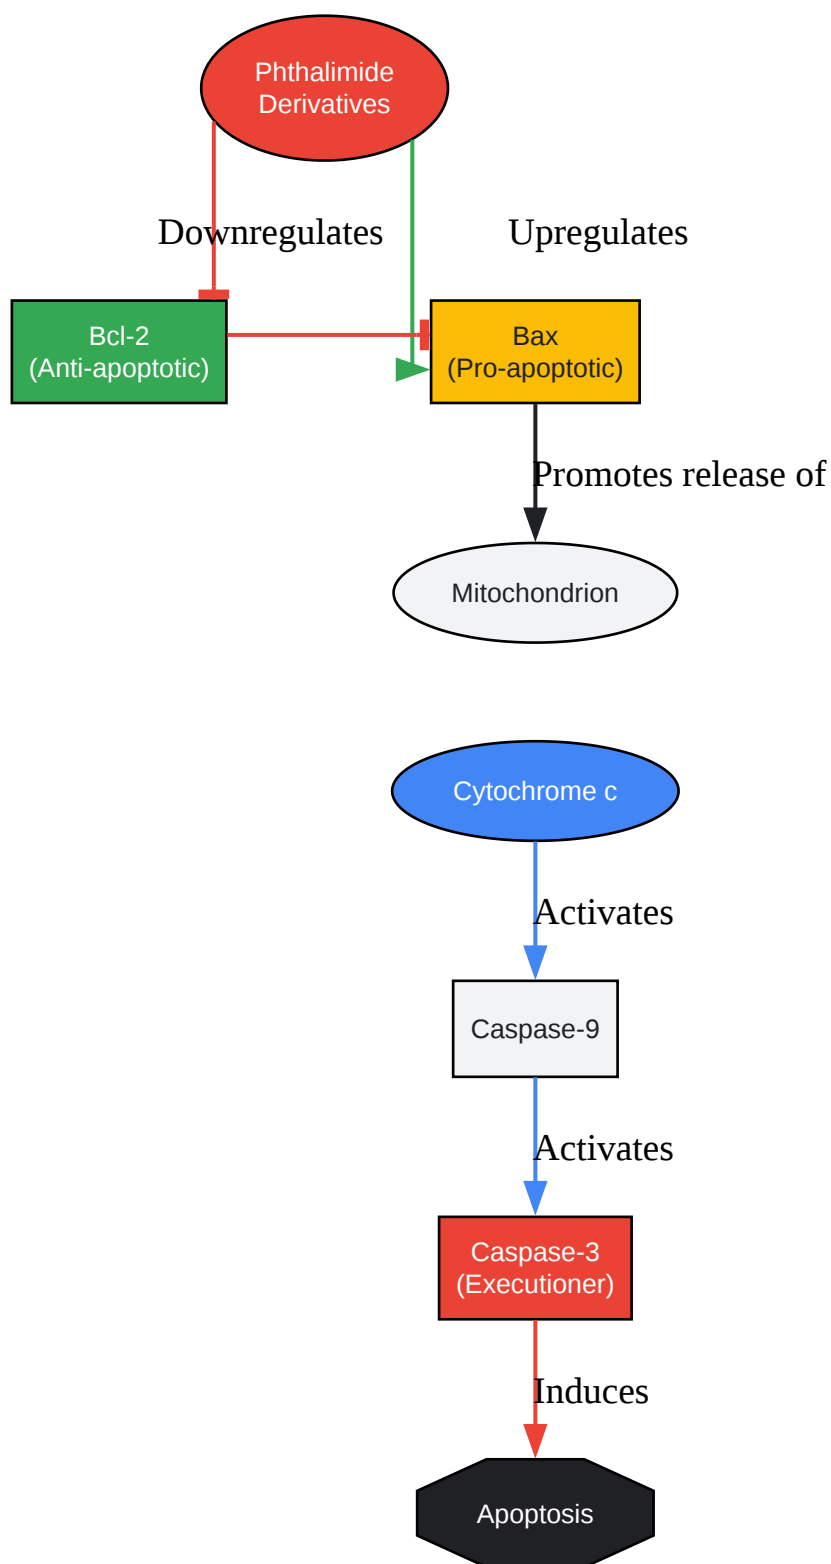 Phthalimide
Derivatives
Downregulates
Upregulates
Bcl-2
(Anti-apoptotic)
Bax
(Pro-apoptotic)
Promotes release of
Mitochondrion
Cytochrome c
Activates
Caspase-9
Activates
Caspase-3
(Executioner)
Induces
Apoptosis